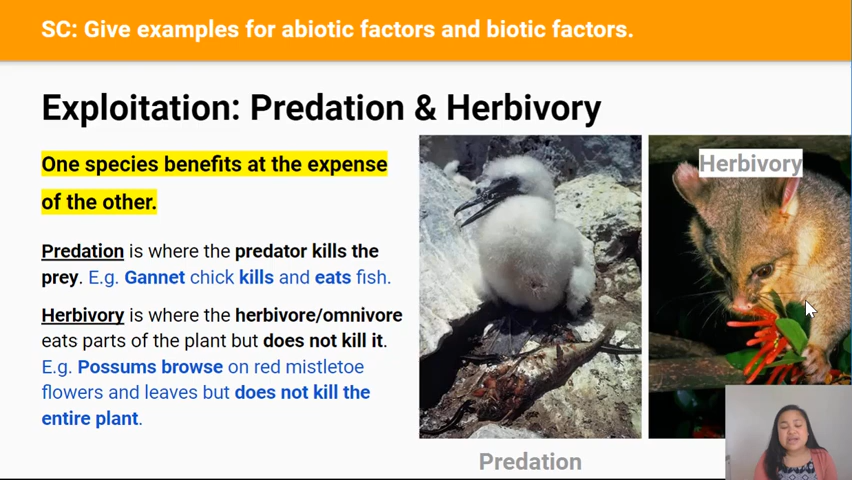 SC: Give examples for abiotic factors and biotic factors.
Exploitation: Predation & Herbivory
One species benefits at the expense
of the other.
Predation is where the predator kills the
prey. E.g. Gannet chick kills and eats fish.
Herbivory is where the herbivore/omnivore
eats parts of the plant but does not kill it.
E.g. Possums browse on red mistletoe
flowers and leaves but does not kill the
entire plant.
Herbivory
Predation